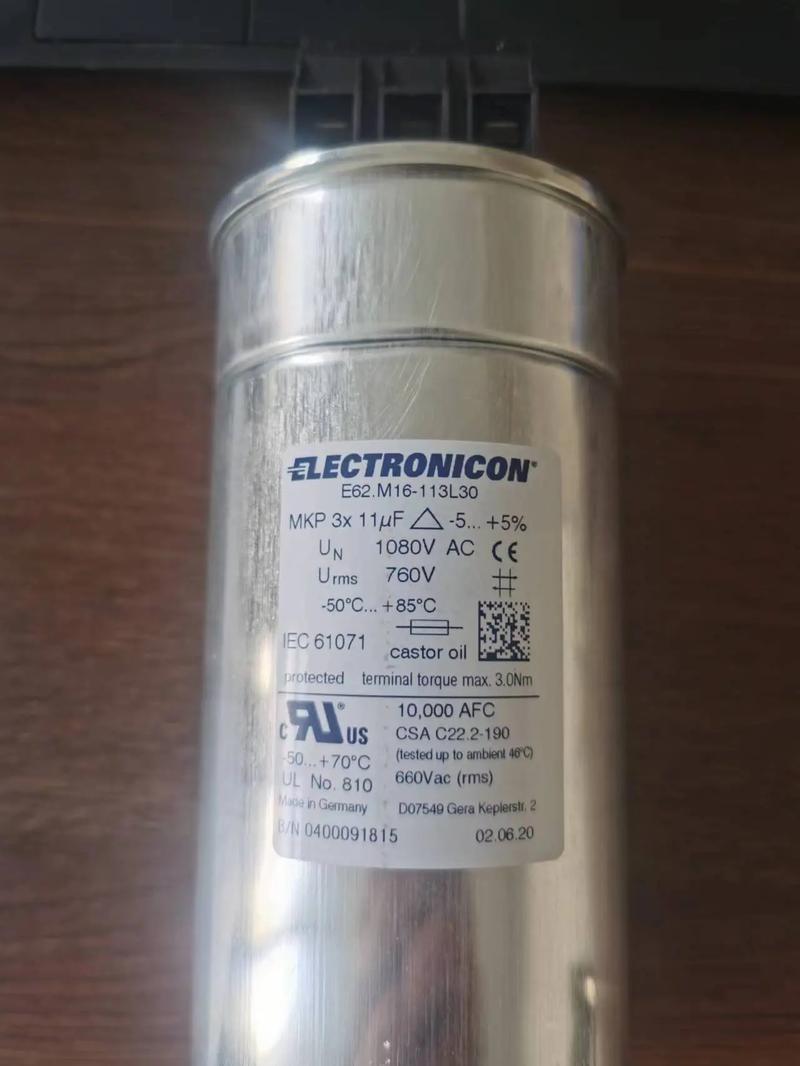 ELECTRONICON®
E62.M16-113L30
MKP 3x 11µF △ -5... +5%
UN 1080V AC CE
Urms 760V
-50°C... +85°C
IEC 61071
castor oil
protected terminal torque max. 3.0Nm
c RU® US
10,000 AFC
CSA C22.2-190
(tested up to ambient 46°C)
-50...+70°C
660Vac (rms)
UL No. 810
Made in Germany D07549 Gera Keplerstr. 2
B/N 0400091815 02.06.20